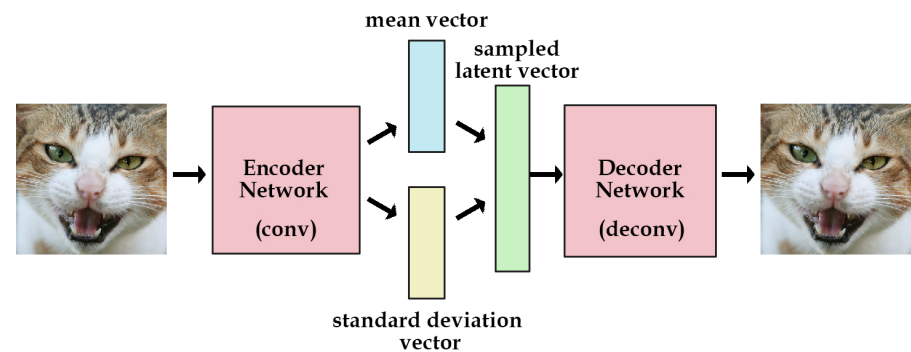 mean vector
sampled
latent vector
Encoder
Network
(conv)
Decoder
Network
(deconv)
standard deviation
vector